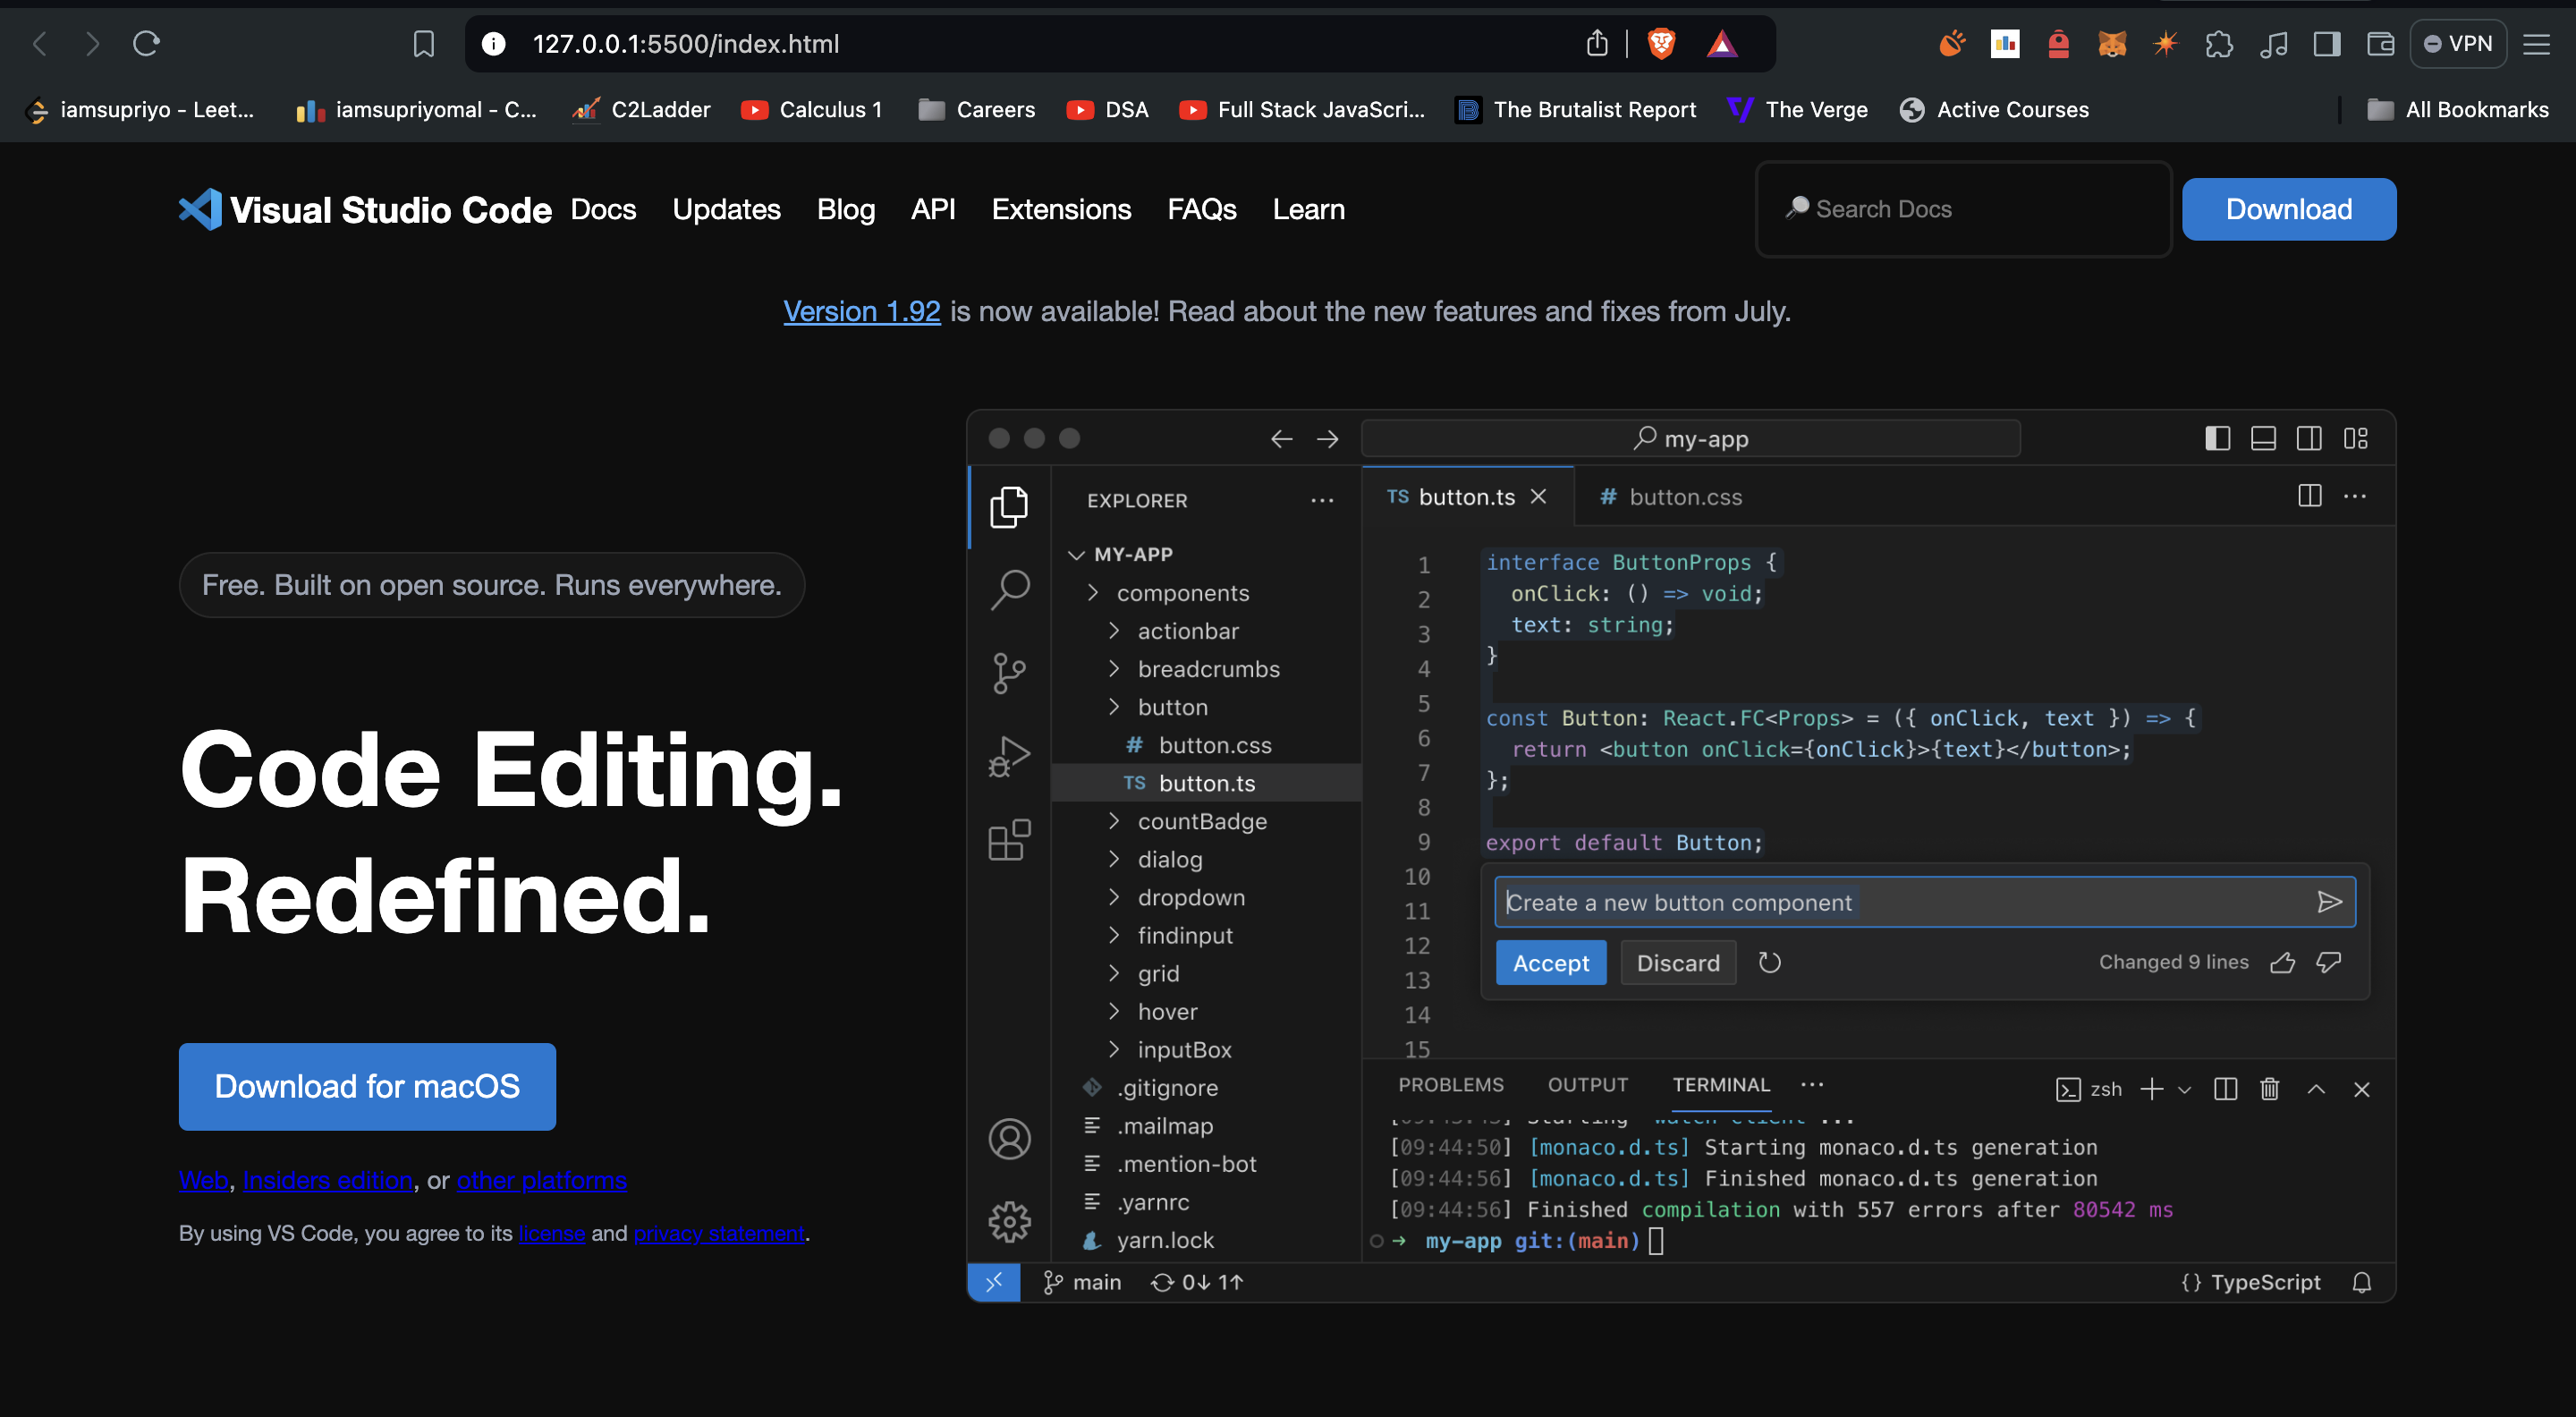 127.0.0.1:5500/index.html
VPN
iamsupriyo - Leet...
iamsupriyomal - C...
C2Ladder
Calculus 1
Careers
DSA
Full Stack JavaScri...
The Brutalist Report
The Verge
Active Courses
All Bookmarks
Visual Studio Code
Docs
Updates
Blog
API
Extensions
FAQs
Learn
Search Docs
Download
Version 1.92 is now available! Read about the new features and fixes from July.
Free. Built on open source. Runs everywhere.
Code Editing.
Redefined.
Download for macOS
Web, Insiders edition, or other platforms
By using VS Code, you agree to its license and privacy statement.
my-app
EXPLORER
MY-APP
components
actionbar
breadcrumbs
button
# button.css
TS button.ts
countBadge
dialog
dropdown
findinput
grid
hover
inputBox
.gitignore
.mailmap
.mention-bot
.yarnrc
yarn.lock
TS button.ts
# button.css
1 interface ButtonProps {
2 onClick: () => void;
3 text: string;
4 }
5
6 const Button: React.FC<Props> = ({ onClick, text }) => {
7 return <button onClick={onClick}>{text}</button>;
8 };
9 export default Button;
10
11
12
13
14
15
Create a new button component
Accept
Discard
Changed 9 lines
PROBLEMS
OUTPUT
TERMINAL
zsh
[09:44:50] [monaco.d.ts] Starting monaco.d.ts generation
[09:44:56] [monaco.d.ts] Finished monaco.d.ts generation
[09:44:56] Finished compilation with 557 errors after 80542 ms
my-app git:(main)
main
0↓ 1↑
{} TypeScript